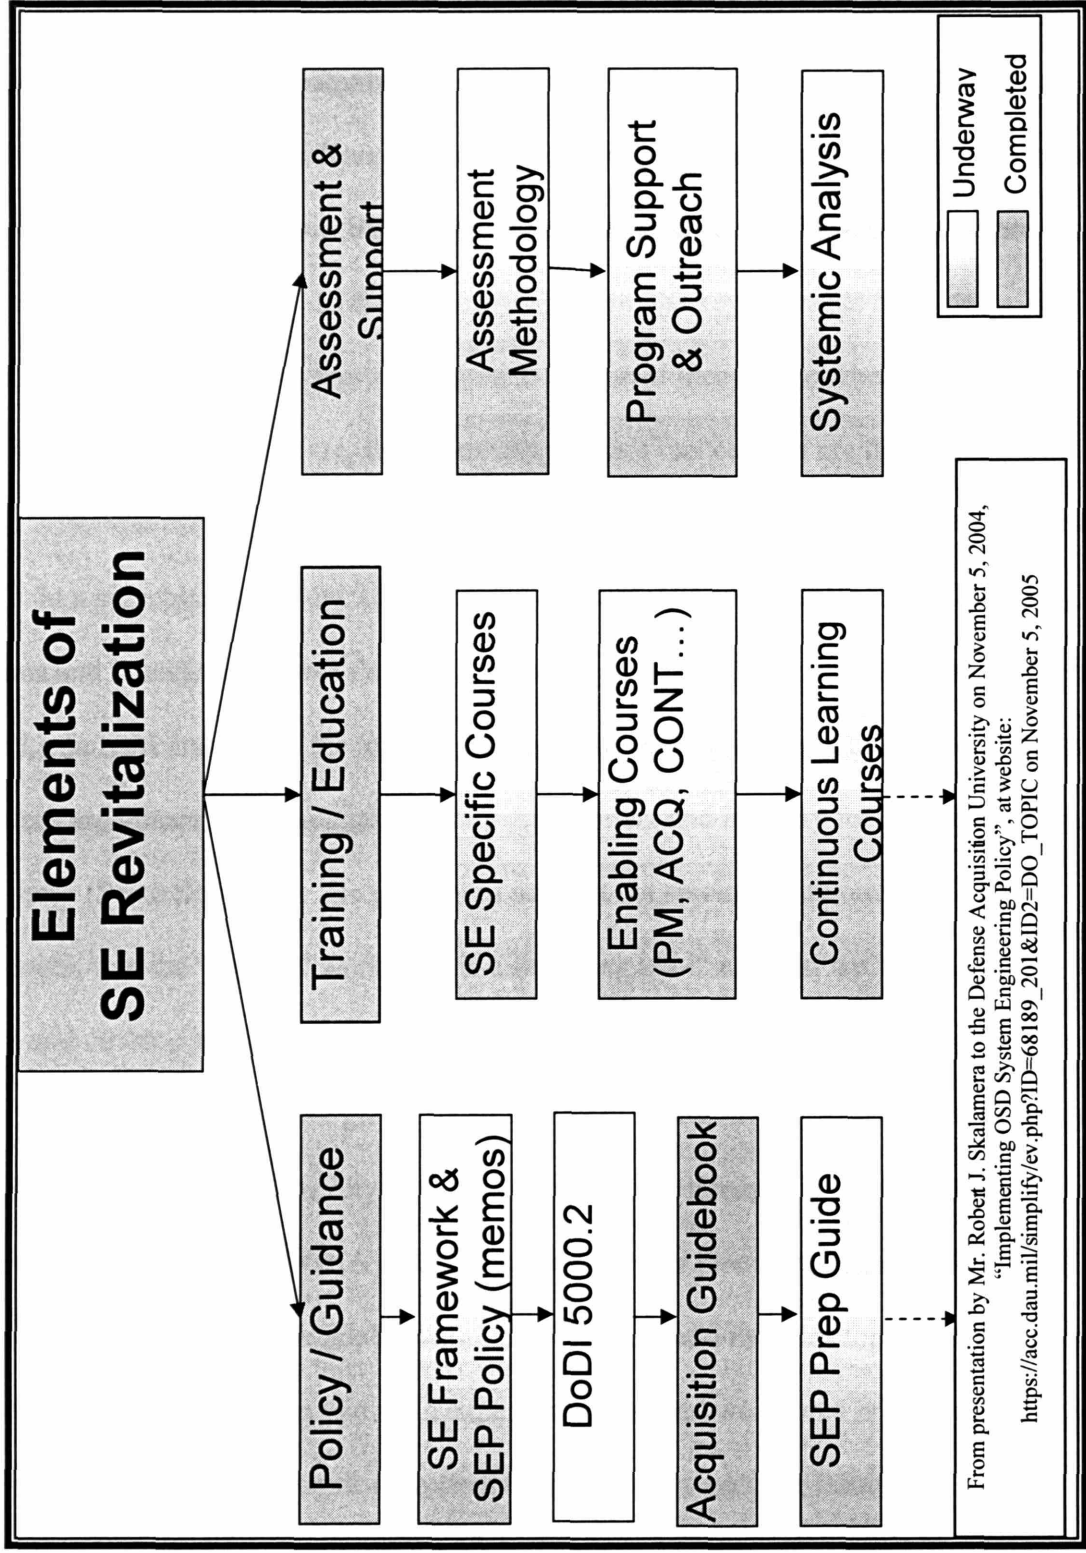 Elements of
SE Revitalization
Policy / Guidance
SE Framework &
SEP Policy (memos)
DoDI 5000.2
Acquisition Guidebook
SEP Prep Guide
Training / Education
SE Specific Courses
Enabling Courses
(PM, ACQ, CONT…)
Continuous Learning
Courses
Assessment &
Support
Assessment
Methodology
Program Support
& Outreach
Systemic Analysis
Underway
Completed
From presentation by Mr. Robert J. Skalamera to the Defense Acquisition University on November 5, 2004,
“Implementing OSD System Engineering Policy”, at website:
https://acc.dau.mil/simplify/ev.php?ID=68189_201&ID2=DO_TOPIC on November 5, 2005